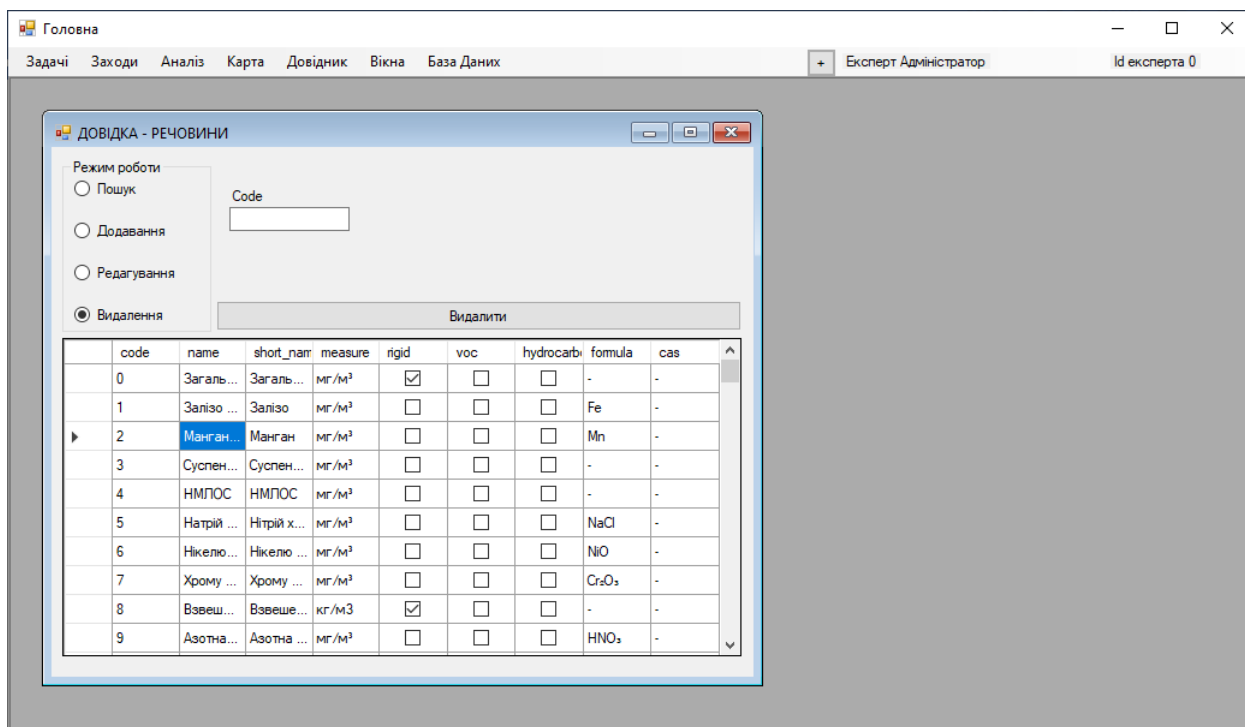 Головна
Задачі Заходи Аналіз Карта Довідник Вікна База Даних + Експерт Адміністратор Id експерта 0
ДОВІДКА - РЕЧОВИНИ
Режим роботи
Пошук
Code
Додавання
Редагування
Видалення
Видалити
code name short_nam measure rigid voc hydrocarb formula cas
0 Загаль... Загаль... мг/м³ - -
1 Залізо ... Залізо мг/м³ Fe -
2 Манган... Манган мг/м³ Mn -
3 Суспен... Суспен... мг/м³ - -
4 НМЛОС НМЛОС мг/м³ - -
5 Натрій ... Нітрій х... мг/м³ NaCl -
6 Нікелю... Нікелю ... мг/м³ NiO -
7 Хрому ... Хрому ... мг/м³ Cr₂O₃ -
8 Взвеш... Взвеше... кг/м3 - -
9 Азотна... Азотна ... мг/м³ HNO₃ -